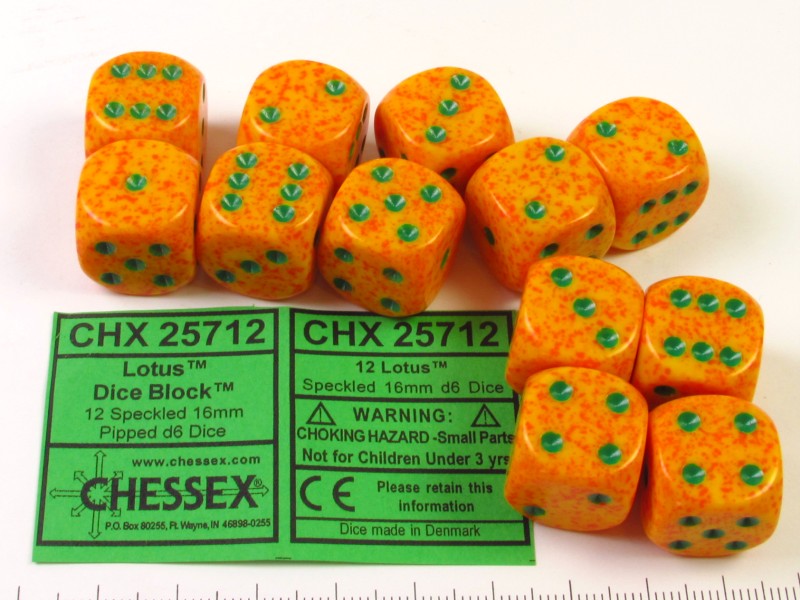 CHX 25712
Lotus™
Dice Block™
12 Speckled 16mm
Pipped d6 Dice
www.chessex.com
CHESSEX®
P.O. Box 80255, Ft. Wayne, IN 46898-0255
CHX 25712
12 Lotus™
Speckled 16mm d6 Dice
WARNING:
CHOKING HAZARD -Small Parts
Not for Children Under 3 yrs
CE
Please retain this
information
Dice made in Denmark